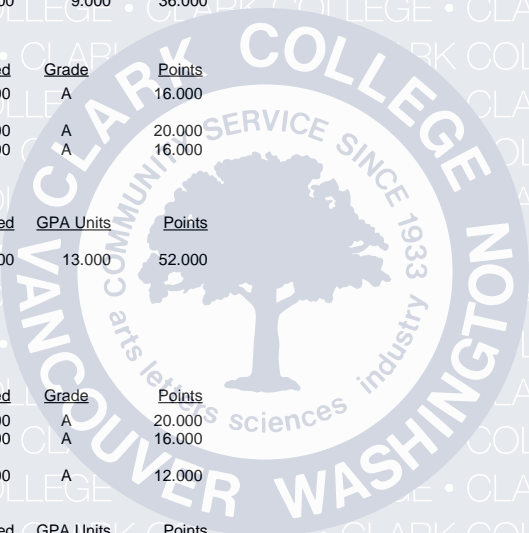 00 9.000 36.000
ed Grade Points
00 A 16.000
00 A 20.000
00 A 16.000
ed GPA Units Points
00 13.000 52.000
ed Grade Points
00 A 20.000
00 A 16.000
00 A 12.000
ed GPA Units Points
CLARK COLLEGE
VANCOUVER WASHINGTON
COMMUNITY SERVICE SINCE 1933
arts letters sciences industry